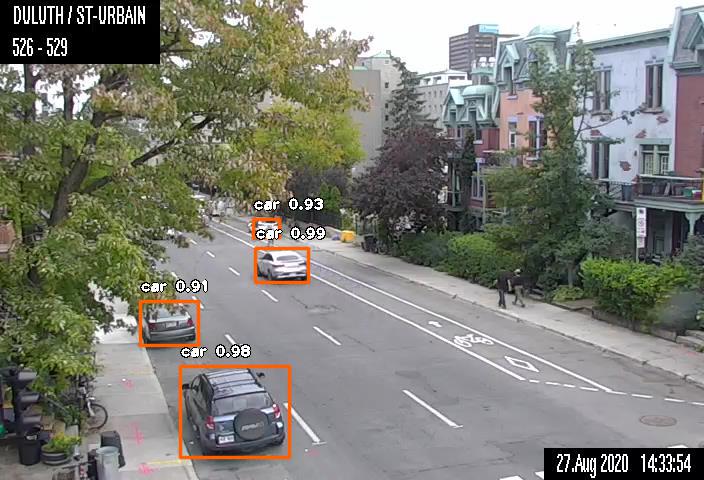 DULUTH / ST-URBAIN
526 - 529
car 0.93
car 0.99
car 0.91
car 0.98
27.Aug 2020 14:33:54